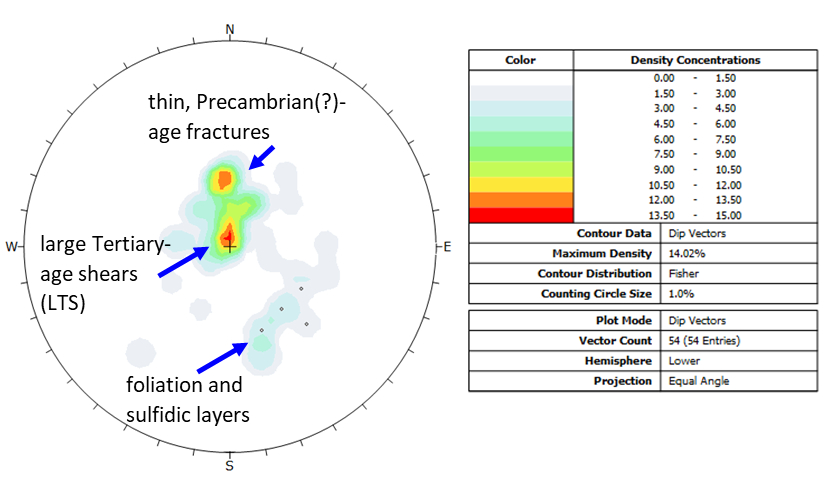 N
thin, Precambrian(?)-
age fractures
W
E
large Tertiary-
age shears
(LTS)
foliation and
sulfidic layers
S
Color Density Concentrations
0.00 - 1.50
1.50 - 3.00
3.00 - 4.50
4.50 - 6.00
6.00 - 7.50
7.50 - 9.00
9.00 - 10.50
10.50 - 12.00
12.00 - 13.50
13.50 - 15.00
Contour Data Dip Vectors
Maximum Density 14.02%
Contour Distribution Fisher
Counting Circle Size 1.0%
Plot Mode Dip Vectors
Vector Count 54 (54 Entries)
Hemisphere Lower
Projection Equal Angle